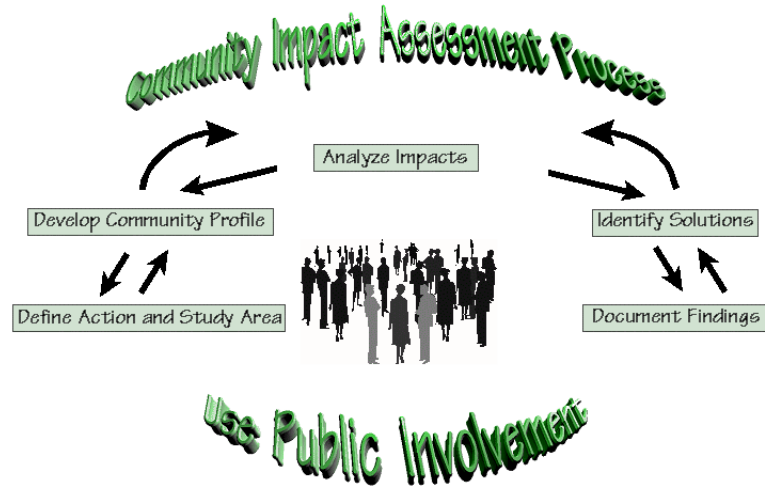 Community Impact Assessment Process
Analyze Impacts
Develop Community Profile
Identify Solutions
Define Action and Study Area
Document Findings
Use Public Involvement